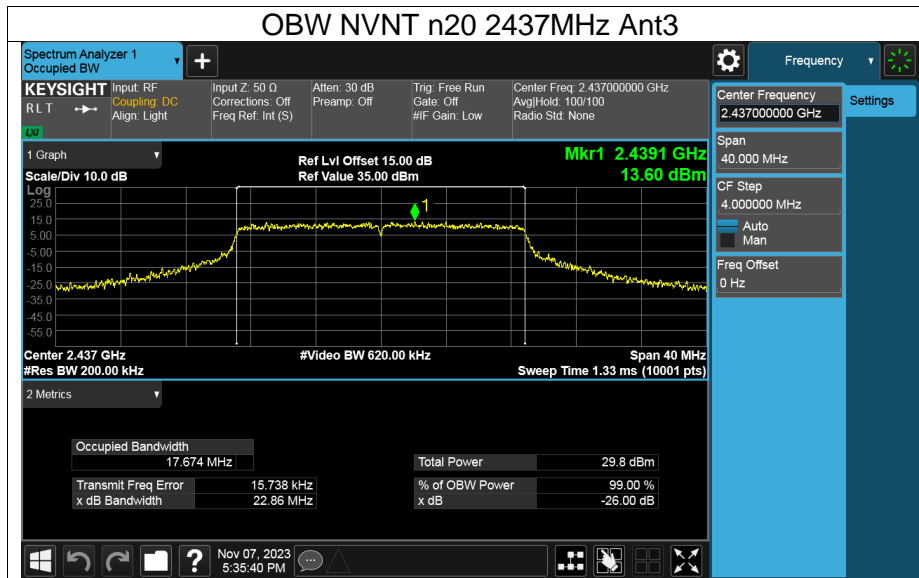 OBW NVNT n20 2437MHz Ant3
Spectrum Analyzer 1
Occupied BW
+
Frequency
KEYSIGHT
R L T
LXI
Input: RF
Coupling: DC
Align: Light
Input Z: 50 Ω
Corrections: Off
Freq Ref: Int (S)
Atten: 30 dB
Preamp: Off
Trig: Free Run
Gate: Off
#IF Gain: Low
Center Freq: 2.437000000 GHz
Avg|Hold: 100/100
Radio Std: None
Center Frequency
2.437000000 GHz
Settings
Span
40.000 MHz
CF Step
4.000000 MHz
Auto
Man
Freq Offset
0 Hz
1 Graph
Scale/Div 10.0 dB
Ref Lvl Offset 15.00 dB
Ref Value 35.00 dBm
Mkr1 2.4391 GHz
13.60 dBm
Log
25.0
15.0
5.00
-5.00
-15.0
-25.0
-35.0
-45.0
-55.0
1
Center 2.437 GHz
#Res BW 200.00 kHz
#Video BW 620.00 kHz
Span 40 MHz
Sweep Time 1.33 ms (10001 pts)
2 Metrics
Occupied Bandwidth
17.674 MHz
Transmit Freq Error 15.738 kHz
x dB Bandwidth 22.86 MHz
Total Power 29.8 dBm
% of OBW Power 99.00 %
x dB -26.00 dB
?
Nov 07, 2023
5:35:40 PM